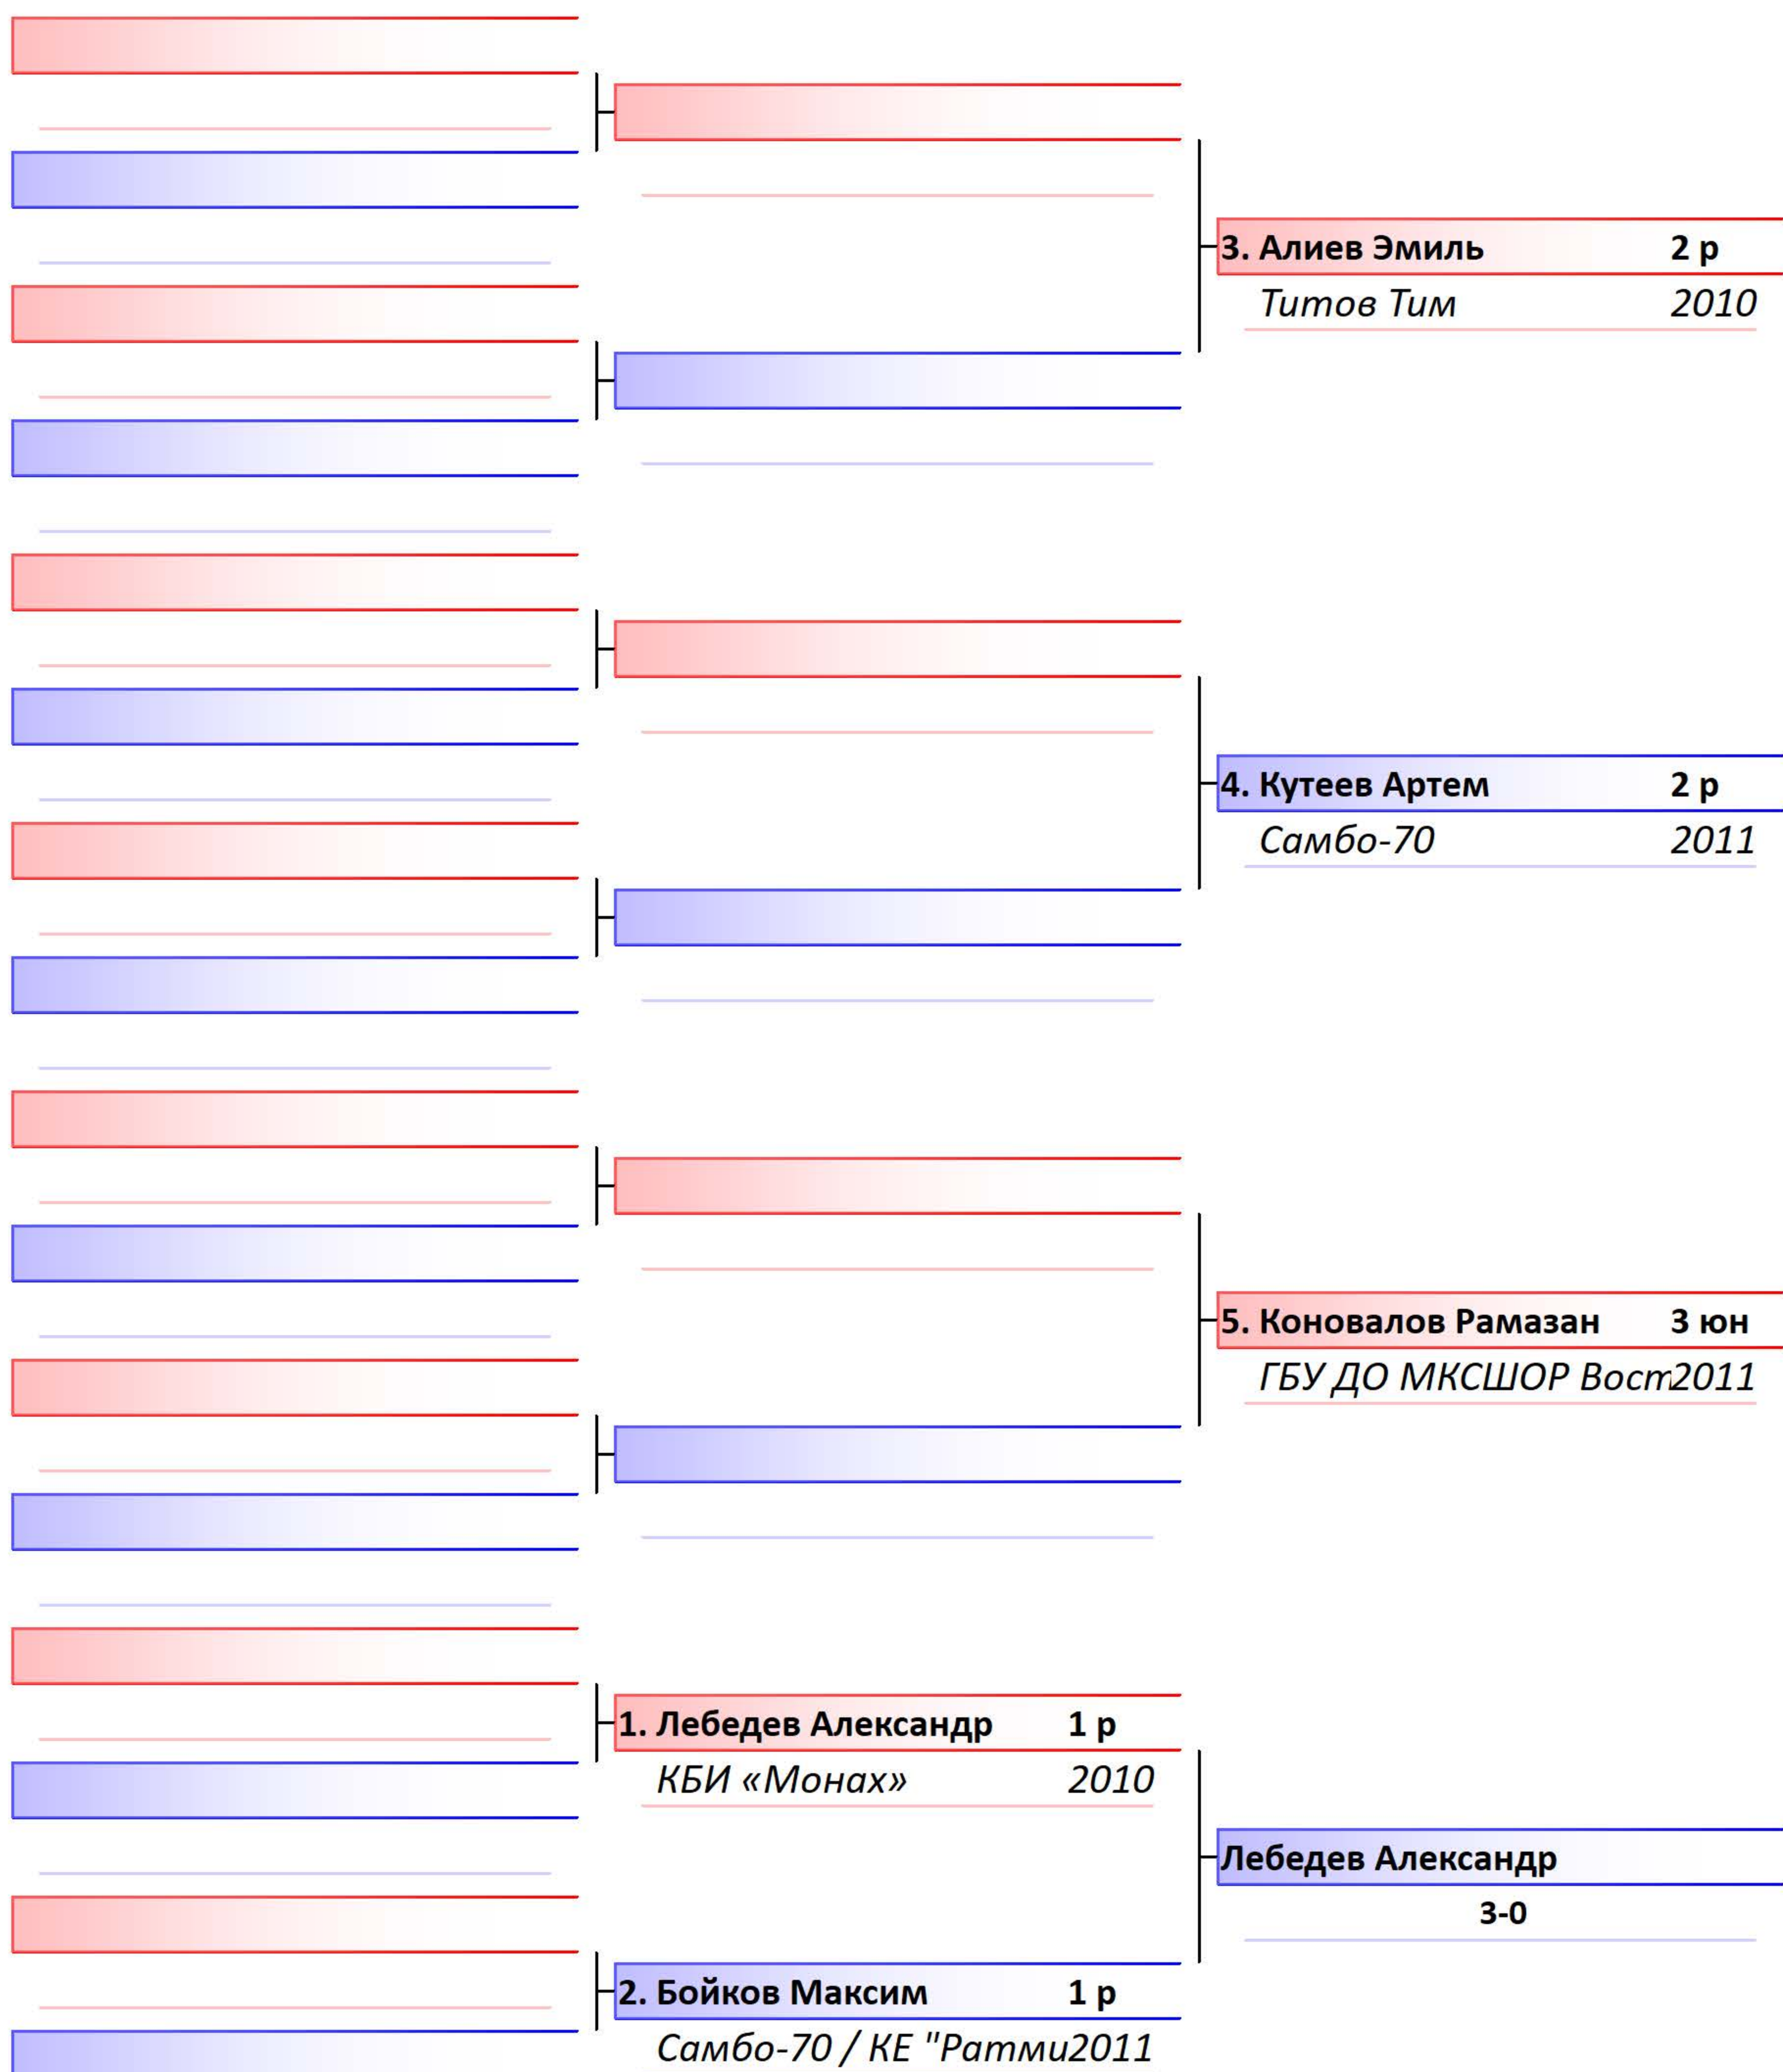 3. Алиев Эмиль 2 р
Титов Тим 2010
4. Кутеев Артем 2 р
Самбо-70 2011
5. Коновалов Рамазан 3 юн
ГБУ ДО МКСШОР Вост2011
1. Лебедев Александр 1 р
КБИ «Монах» 2010
Лебедев Александр
3-0
2. Бойков Максим 1 р
Самбо-70 / КЕ "Ратми2011